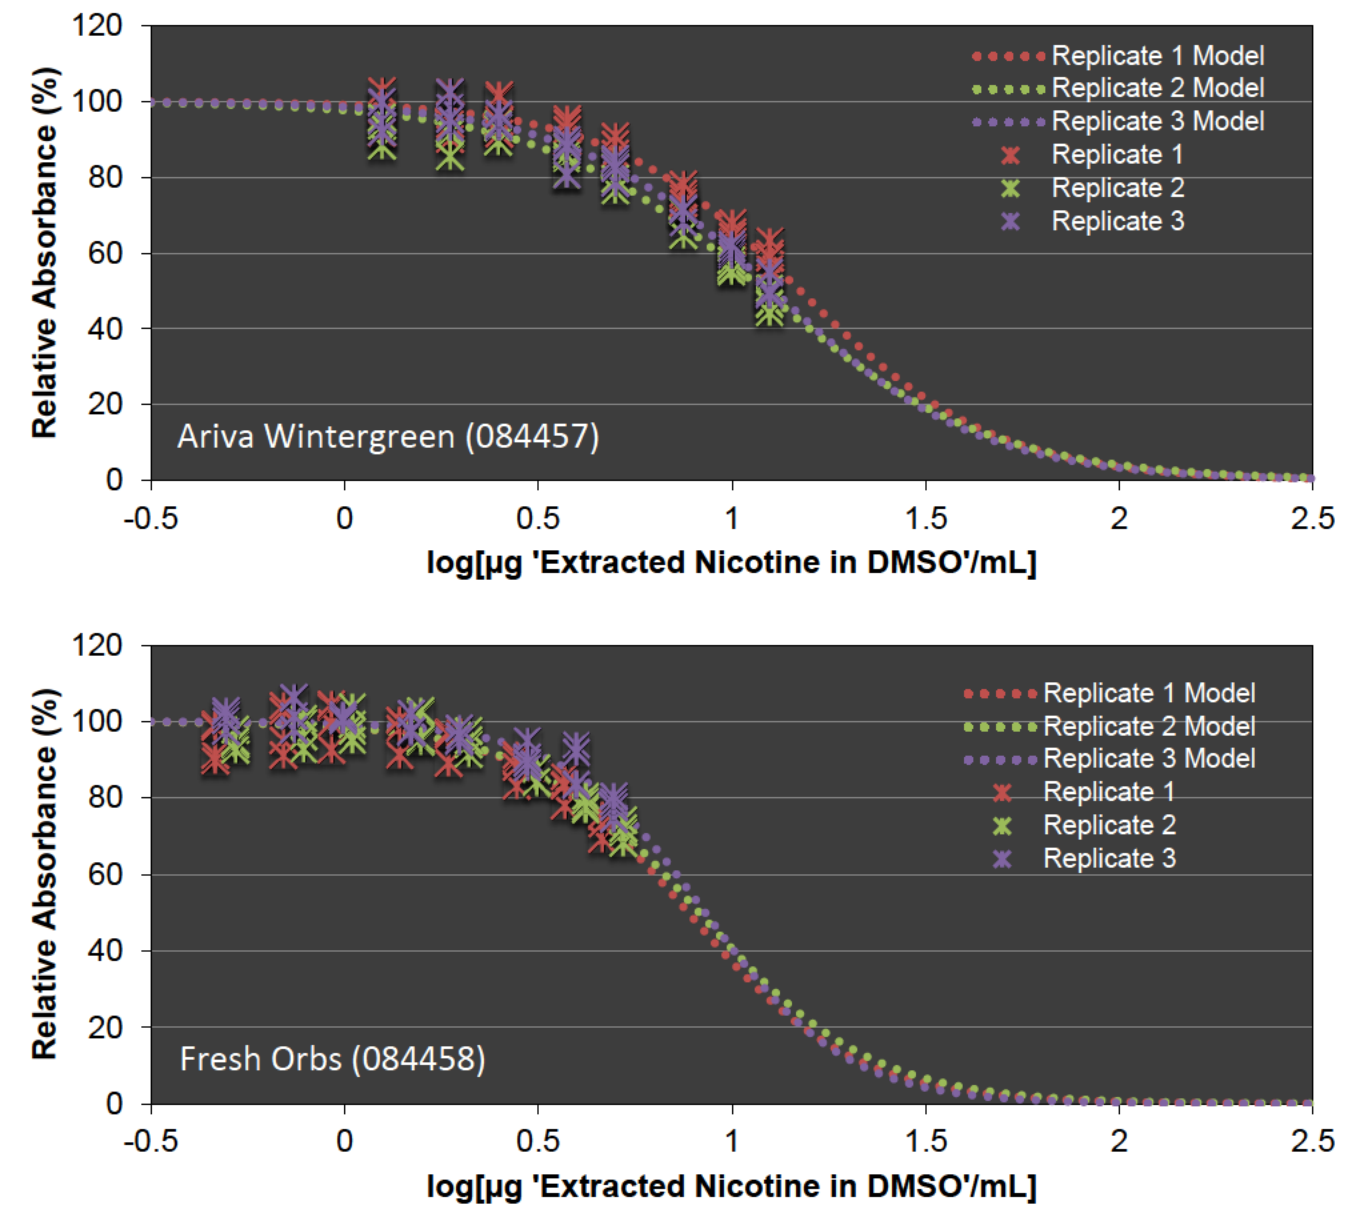 120
100
80
60
40
20
0
Relative Absorbance (%)
Replicate 1 Model
Replicate 2 Model
Replicate 3 Model
Replicate 1
Replicate 2
Replicate 3
Ariva Wintergreen (084457)
-0.5 0 0.5 1 1.5 2 2.5
log[µg 'Extracted Nicotine in DMSO'/mL]
120
100
80
60
40
20
0
Relative Absorbance (%)
Replicate 1 Model
Replicate 2 Model
Replicate 3 Model
Replicate 1
Replicate 2
Replicate 3
Fresh Orbs (084458)
-0.5 0 0.5 1 1.5 2 2.5
log[µg 'Extracted Nicotine in DMSO'/mL]